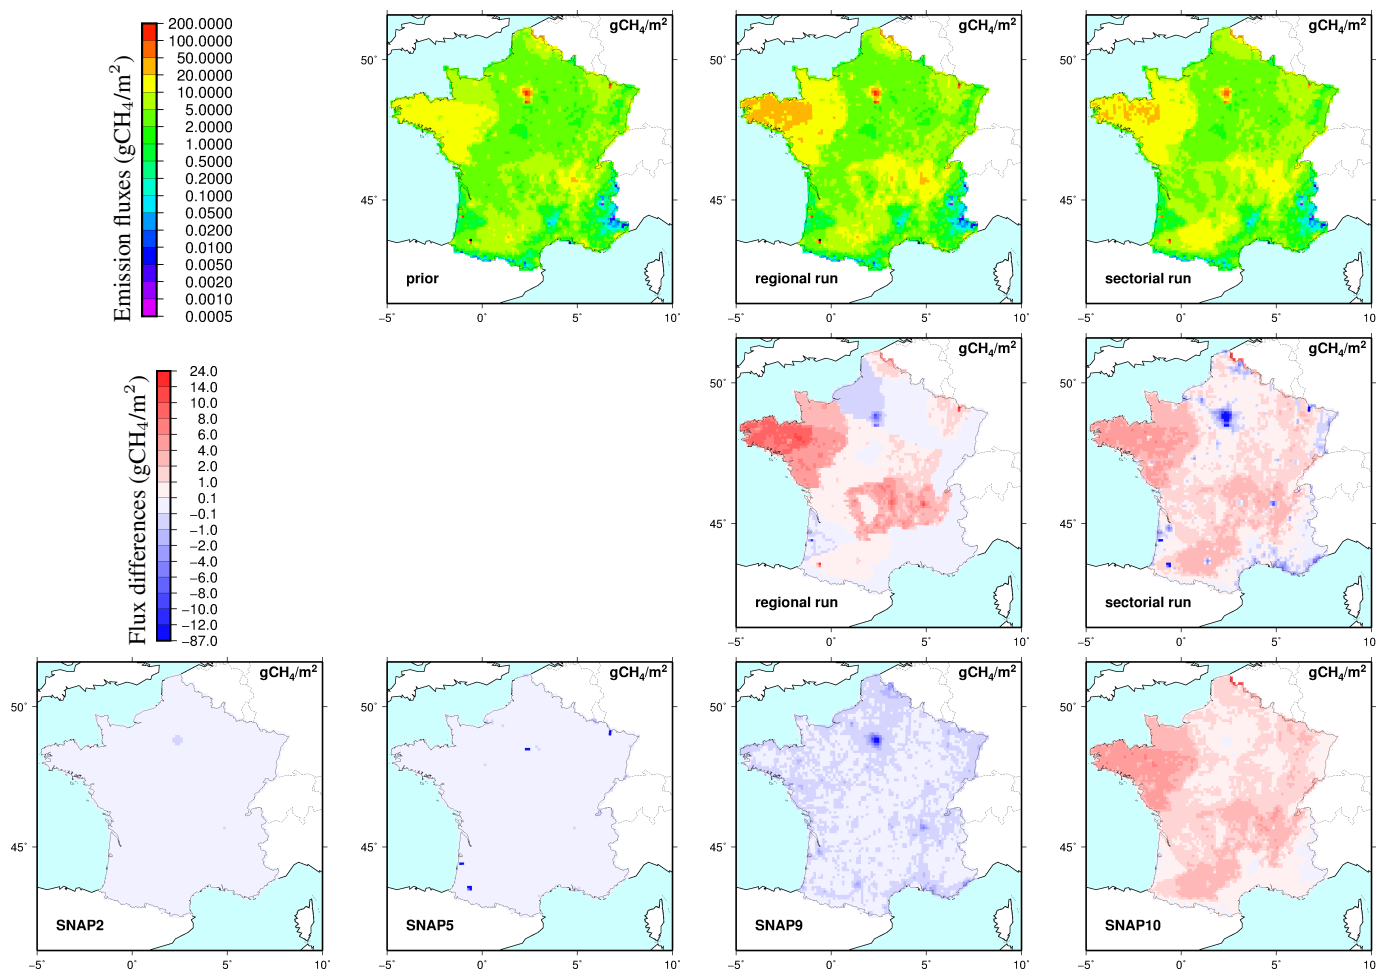 Emission fluxes (gCH4/m2)
200.0000
100.0000
50.0000
20.0000
10.0000
5.0000
2.0000
1.0000
0.5000
0.2000
0.1000
0.0500
0.0200
0.0100
0.0050
0.0020
0.0010
0.0005
gCH4/m2
50°
45°
prior
−5° 0° 5° 10°
gCH4/m2
50°
45°
regional run
−5° 0° 5° 10°
gCH4/m2
50°
45°
sectorial run
−5° 0° 5° 10°
Flux differences (gCH4/m2)
24.0
14.0
10.0
8.0
6.0
4.0
2.0
1.0
0.1
−0.1
−1.0
−2.0
−4.0
−6.0
−8.0
−10.0
−12.0
−87.0
gCH4/m2
50°
45°
regional run
−5° 0° 5° 10°
gCH4/m2
50°
45°
sectorial run
−5° 0° 5° 10°
gCH4/m2
50°
45°
SNAP2
−5° 0° 5° 10°
gCH4/m2
50°
45°
SNAP5
−5° 0° 5° 10°
gCH4/m2
50°
45°
SNAP9
−5° 0° 5° 10°
gCH4/m2
50°
45°
SNAP10
−5° 0° 5° 10°